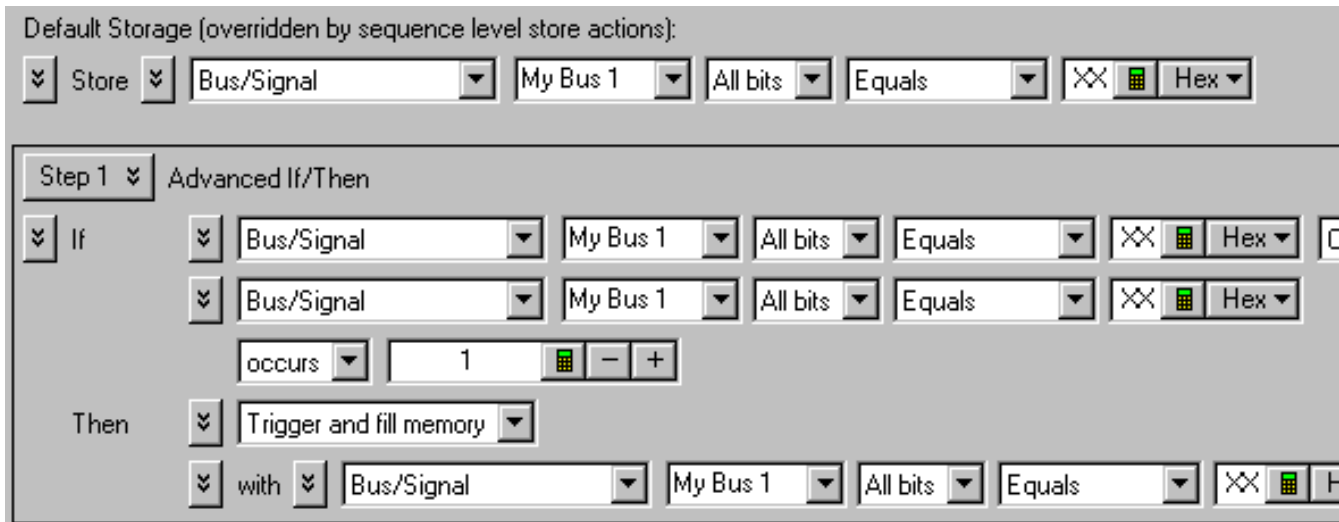 Default Storage (overridden by sequence level store actions):
Store Bus/Signal My Bus 1 All bits Equals XX Hex
Step 1 Advanced If/Then
If Bus/Signal My Bus 1 All bits Equals XX Hex
Bus/Signal My Bus 1 All bits Equals XX Hex
occurs 1 − +
Then Trigger and fill memory
with Bus/Signal My Bus 1 All bits Equals XX